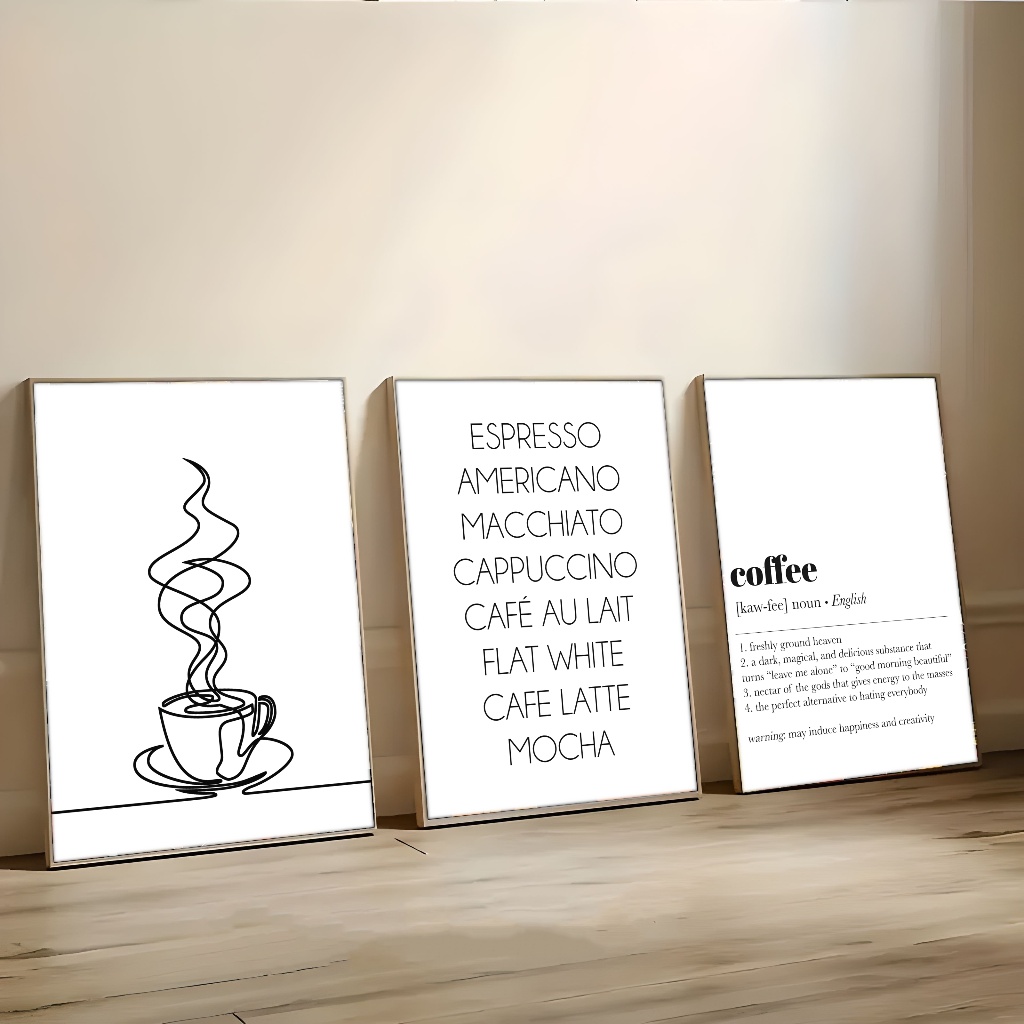 ESPRESSO
AMERICANO
MACCHIATO
CAPPUCCINO
CAFÉ AU LAIT
FLAT WHITE
CAFE LATTE
MOCHA
coffee
[kaw-fee] noun • English
1. freshly ground heaven
2. a dark, magical, and delicious substance that
turns “leave me alone” to “good morning beautiful”
3. nectar of the gods that gives energy to the masses
4. the perfect alternative to hating everybody
warning: may induce happiness and creativity